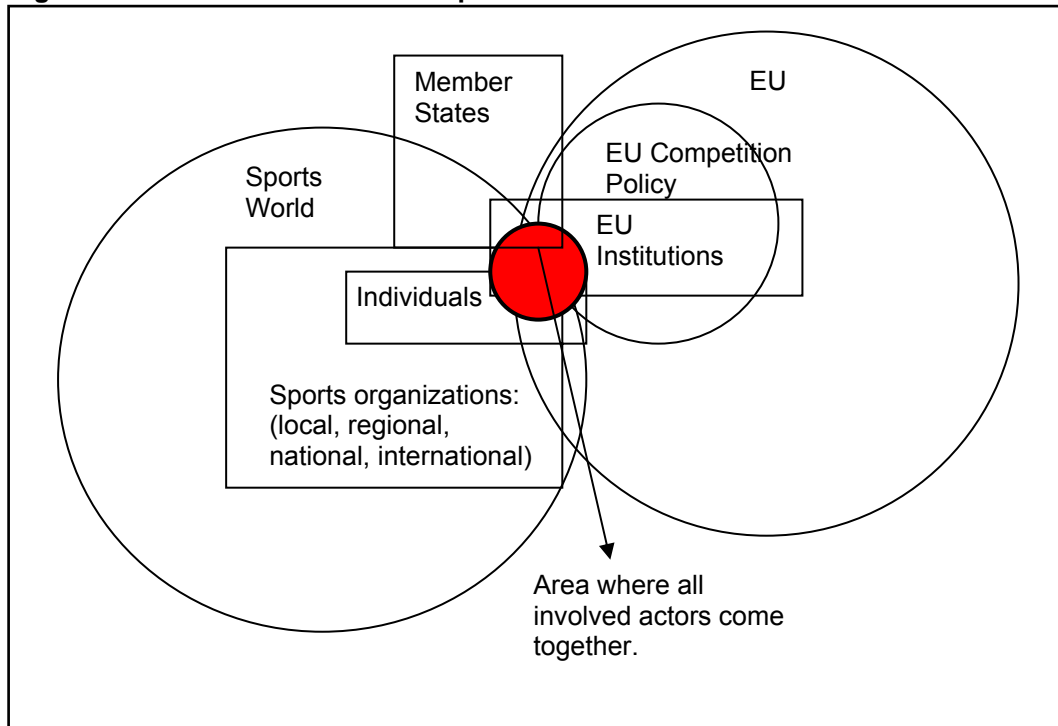 Member
States
EU
EU Competition
Policy
Sports
World
EU
Institutions
Individuals
Sports organizations:
(local, regional,
national, international)
Area where all
involved actors come
together.